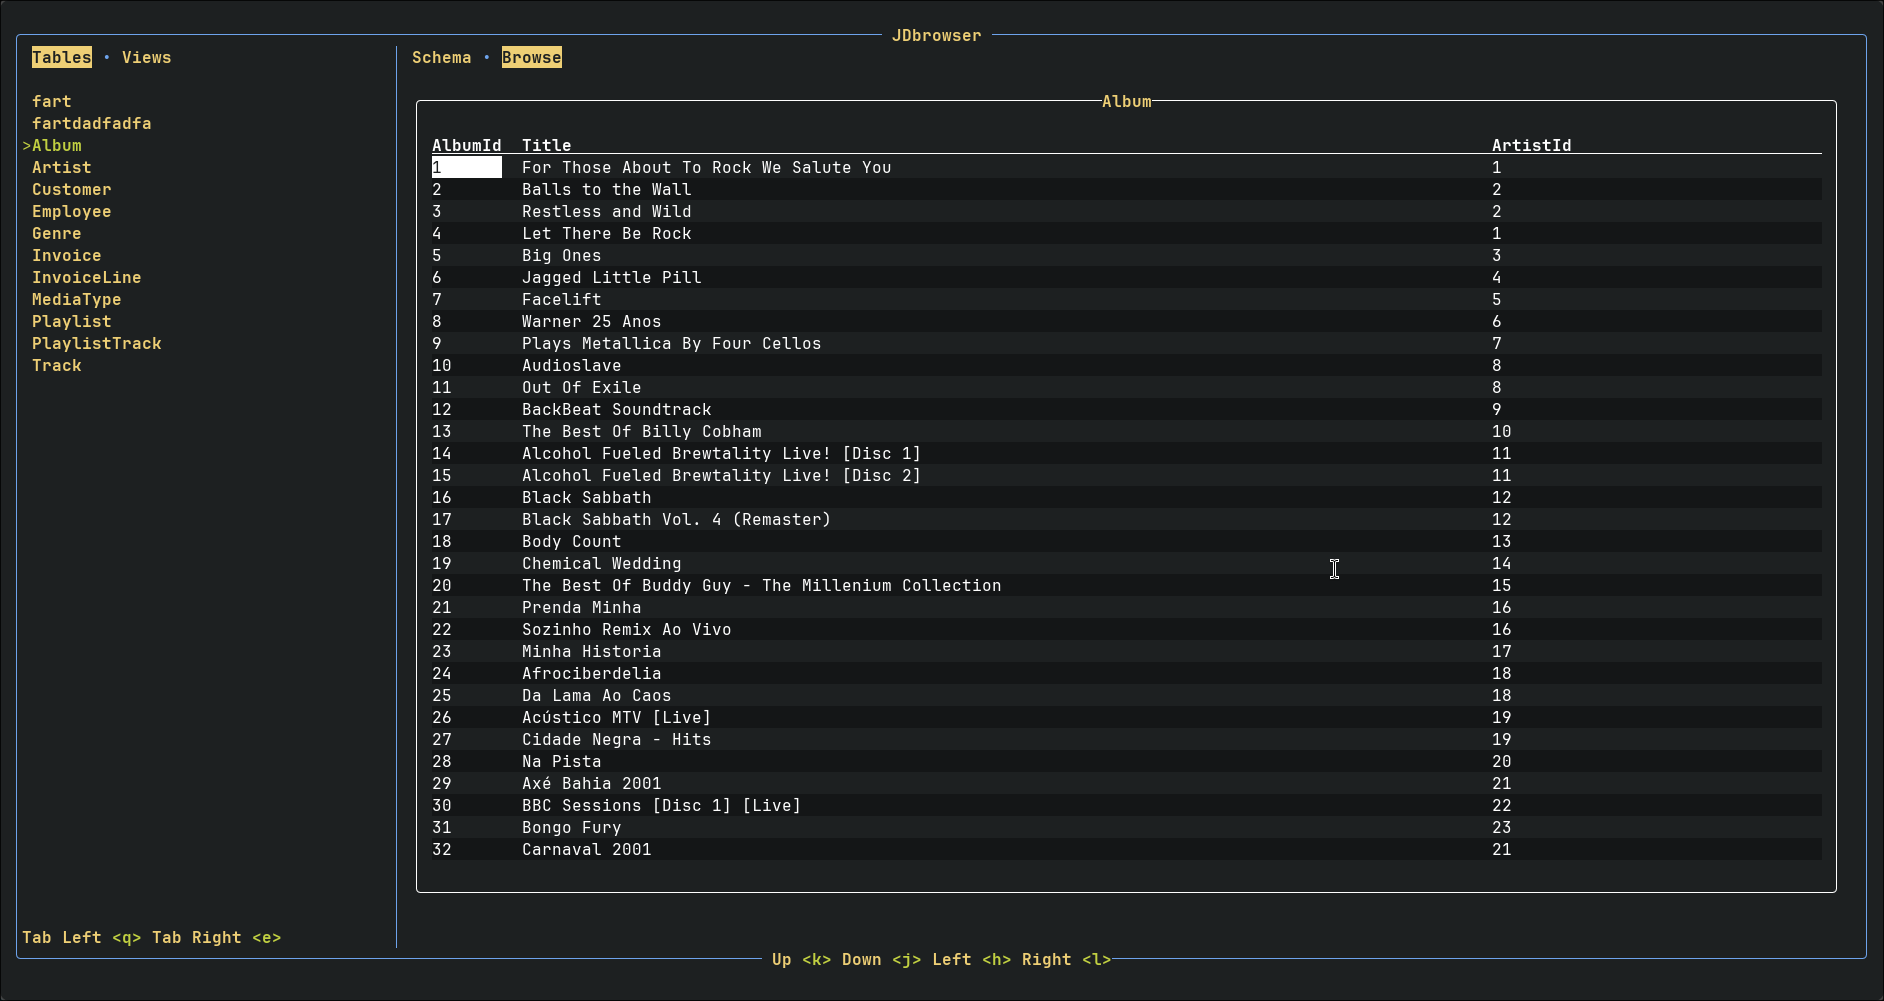 JDbrowser
Tables • Views
fart
fartdadfadfa
>Album
Artist
Customer
Employee
Genre
Invoice
InvoiceLine
MediaType
Playlist
PlaylistTrack
Track
Tab Left <q> Tab Right <e>
Schema • Browse
Album
AlbumId Title ArtistId
1 For Those About To Rock We Salute You 1
2 Balls to the Wall 2
3 Restless and Wild 2
4 Let There Be Rock 1
5 Big Ones 3
6 Jagged Little Pill 4
7 Facelift 5
8 Warner 25 Anos 6
9 Plays Metallica By Four Cellos 7
10 Audioslave 8
11 Out Of Exile 8
12 BackBeat Soundtrack 9
13 The Best Of Billy Cobham 10
14 Alcohol Fueled Brewtality Live! [Disc 1] 11
15 Alcohol Fueled Brewtality Live! [Disc 2] 11
16 Black Sabbath 12
17 Black Sabbath Vol. 4 (Remaster) 12
18 Body Count 13
19 Chemical Wedding 14
20 The Best Of Buddy Guy - The Millenium Collection 15
21 Prenda Minha 16
22 Sozinho Remix Ao Vivo 16
23 Minha Historia 17
24 Afrociberdelia 18
25 Da Lama Ao Caos 18
26 Acústico MTV [Live] 19
27 Cidade Negra - Hits 19
28 Na Pista 20
29 Axé Bahia 2001 21
30 BBC Sessions [Disc 1] [Live] 22
31 Bongo Fury 23
32 Carnaval 2001 21
Up <k> Down <j> Left <h> Right <l>